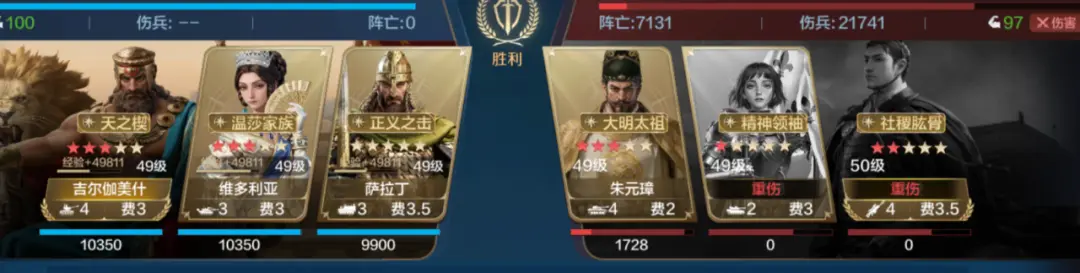 100 伤兵:-- 阵亡:0
胜利
阵亡:7131 伤兵:21741 97 ×伤害
天之楔
经验+49811 49级
吉尔伽美什
4 费3
10350
温莎家族
经验+49811 49级
维多利亚
3 费3
10350
正义之击
经验+49811 49级
萨拉丁
3 费3.5
9900
大明太祖
49级
朱元璋
4 费2
1728
精神领袖
49级
重伤
2 费3
0
社稷肱骨
50级
重伤
4 费3.5
0